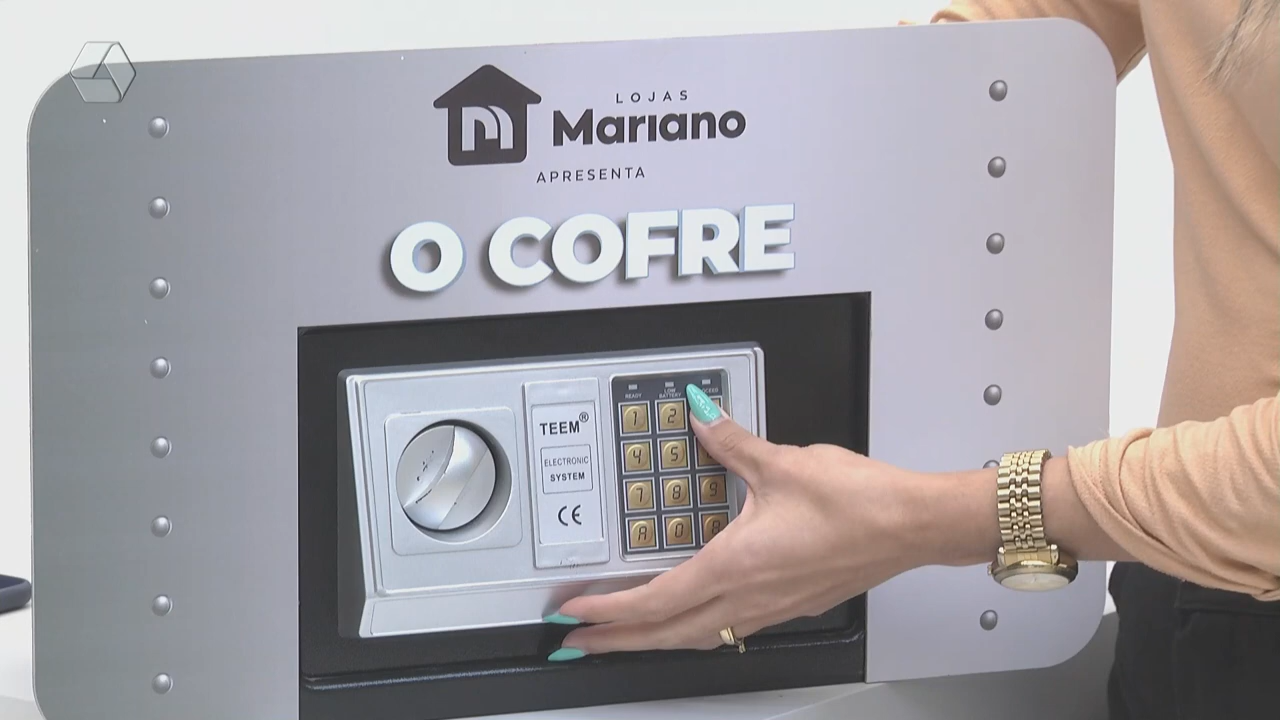 LOJAS
Mariano
APRESENTA
O COFRE
TEEM®
ELECTRONIC
SYSTEM
CE
READY
LOW
BATTERY
1 2
4 5
7 8 9
A 0 B